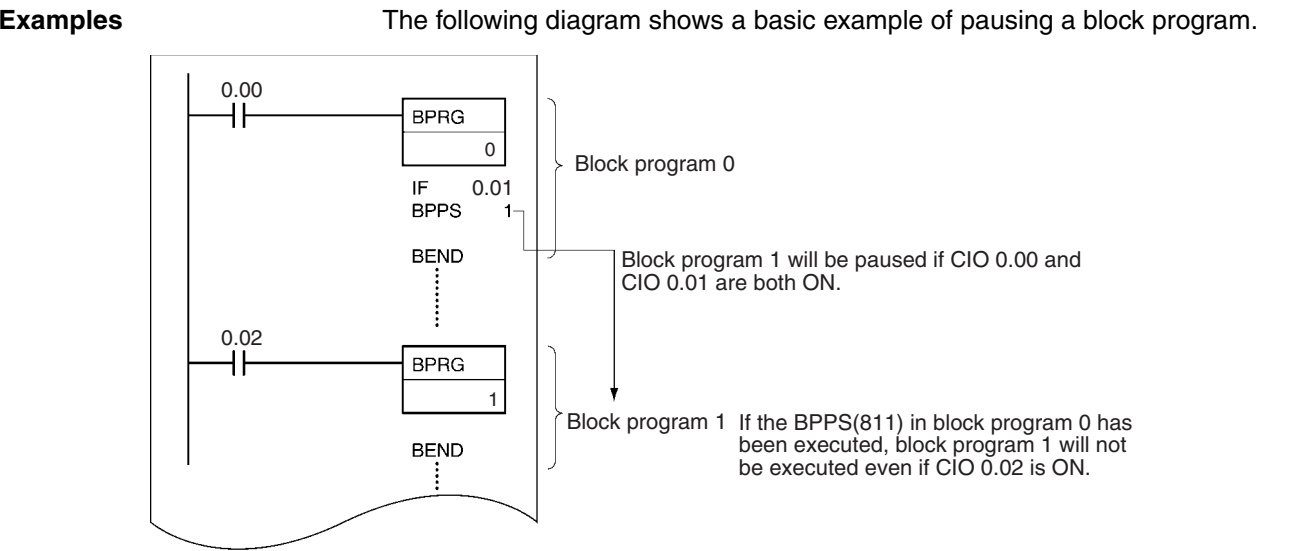 Examples
The following diagram shows a basic example of pausing a block program.
0.00
BPRG
0
Block program 0
IF 0.01
BPPS 1
BEND
Block program 1 will be paused if CIO 0.00 and
CIO 0.01 are both ON.
0.02
BPRG
1
Block program 1
If the BPPS(811) in block program 0 has
been executed, block program 1 will not
be executed even if CIO 0.02 is ON.
BEND